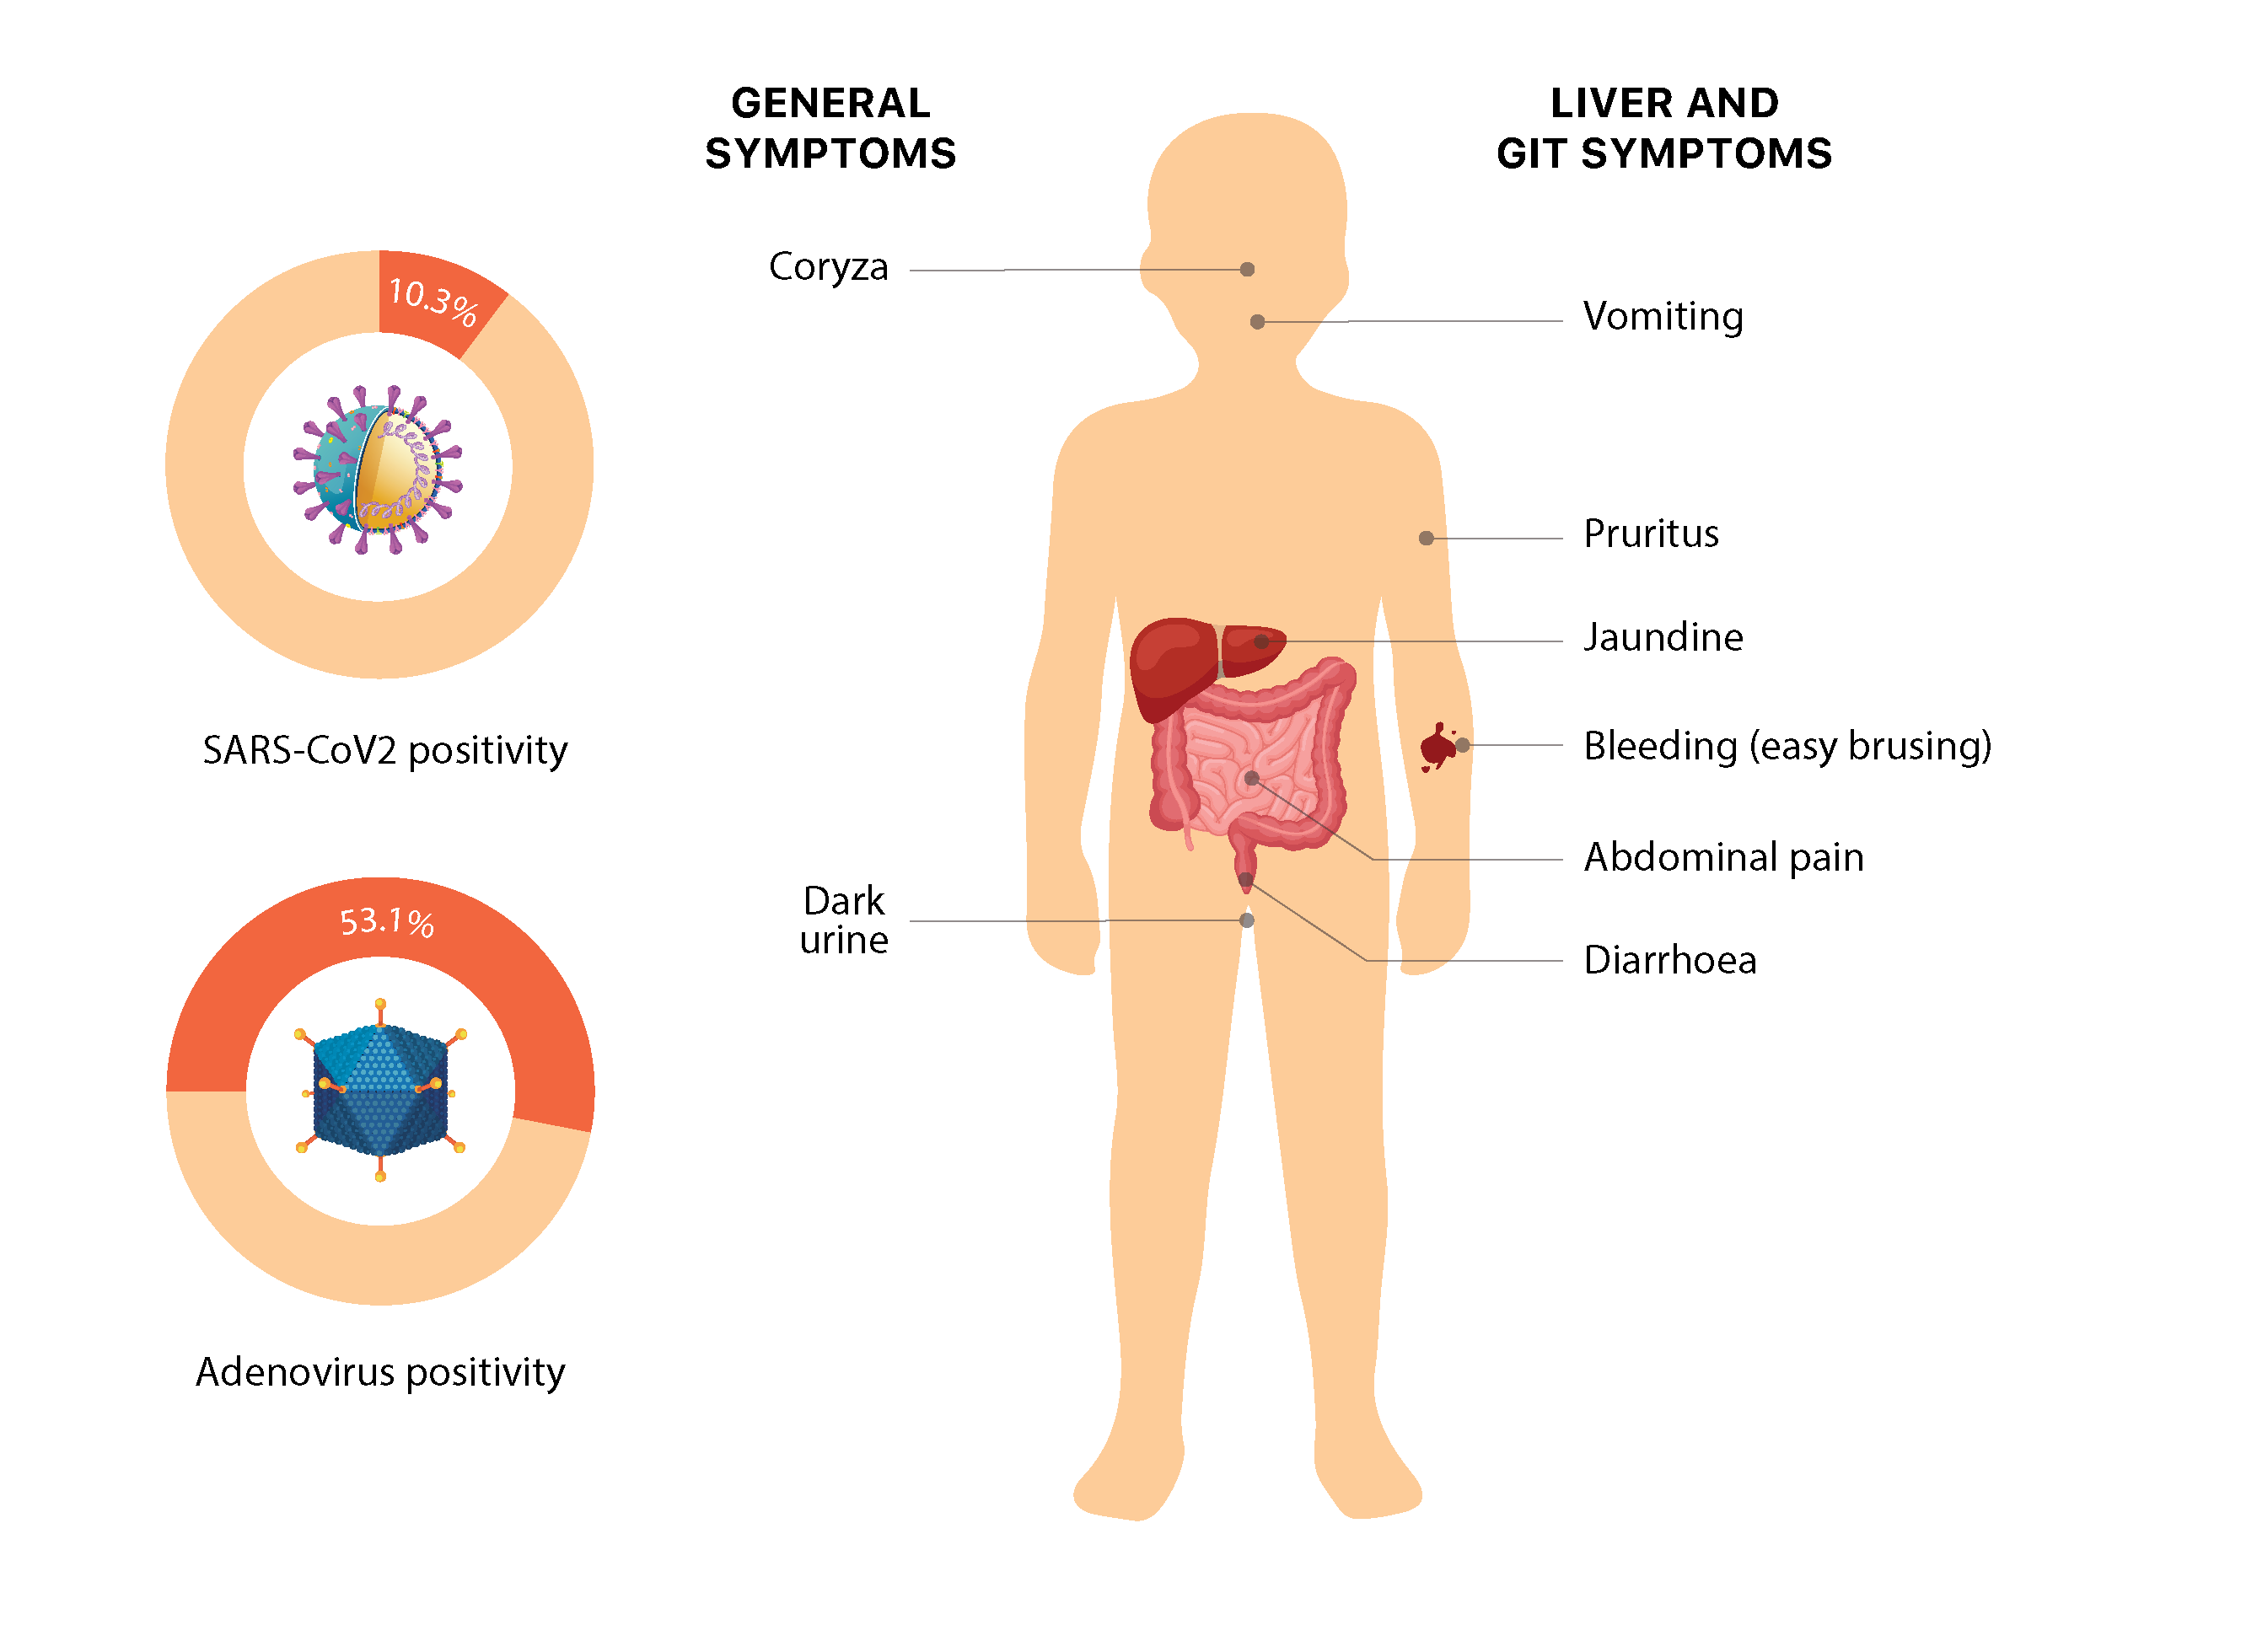 GENERAL
SYMPTOMS
LIVER AND
GIT SYMPTOMS
10.3%
SARS-CoV2 positivity
53.1%
Adenovirus positivity
Coryza
Dark
urine
Vomiting
Pruritus
Jaundine
Bleeding (easy brusing)
Abdominal pain
Diarrhoea